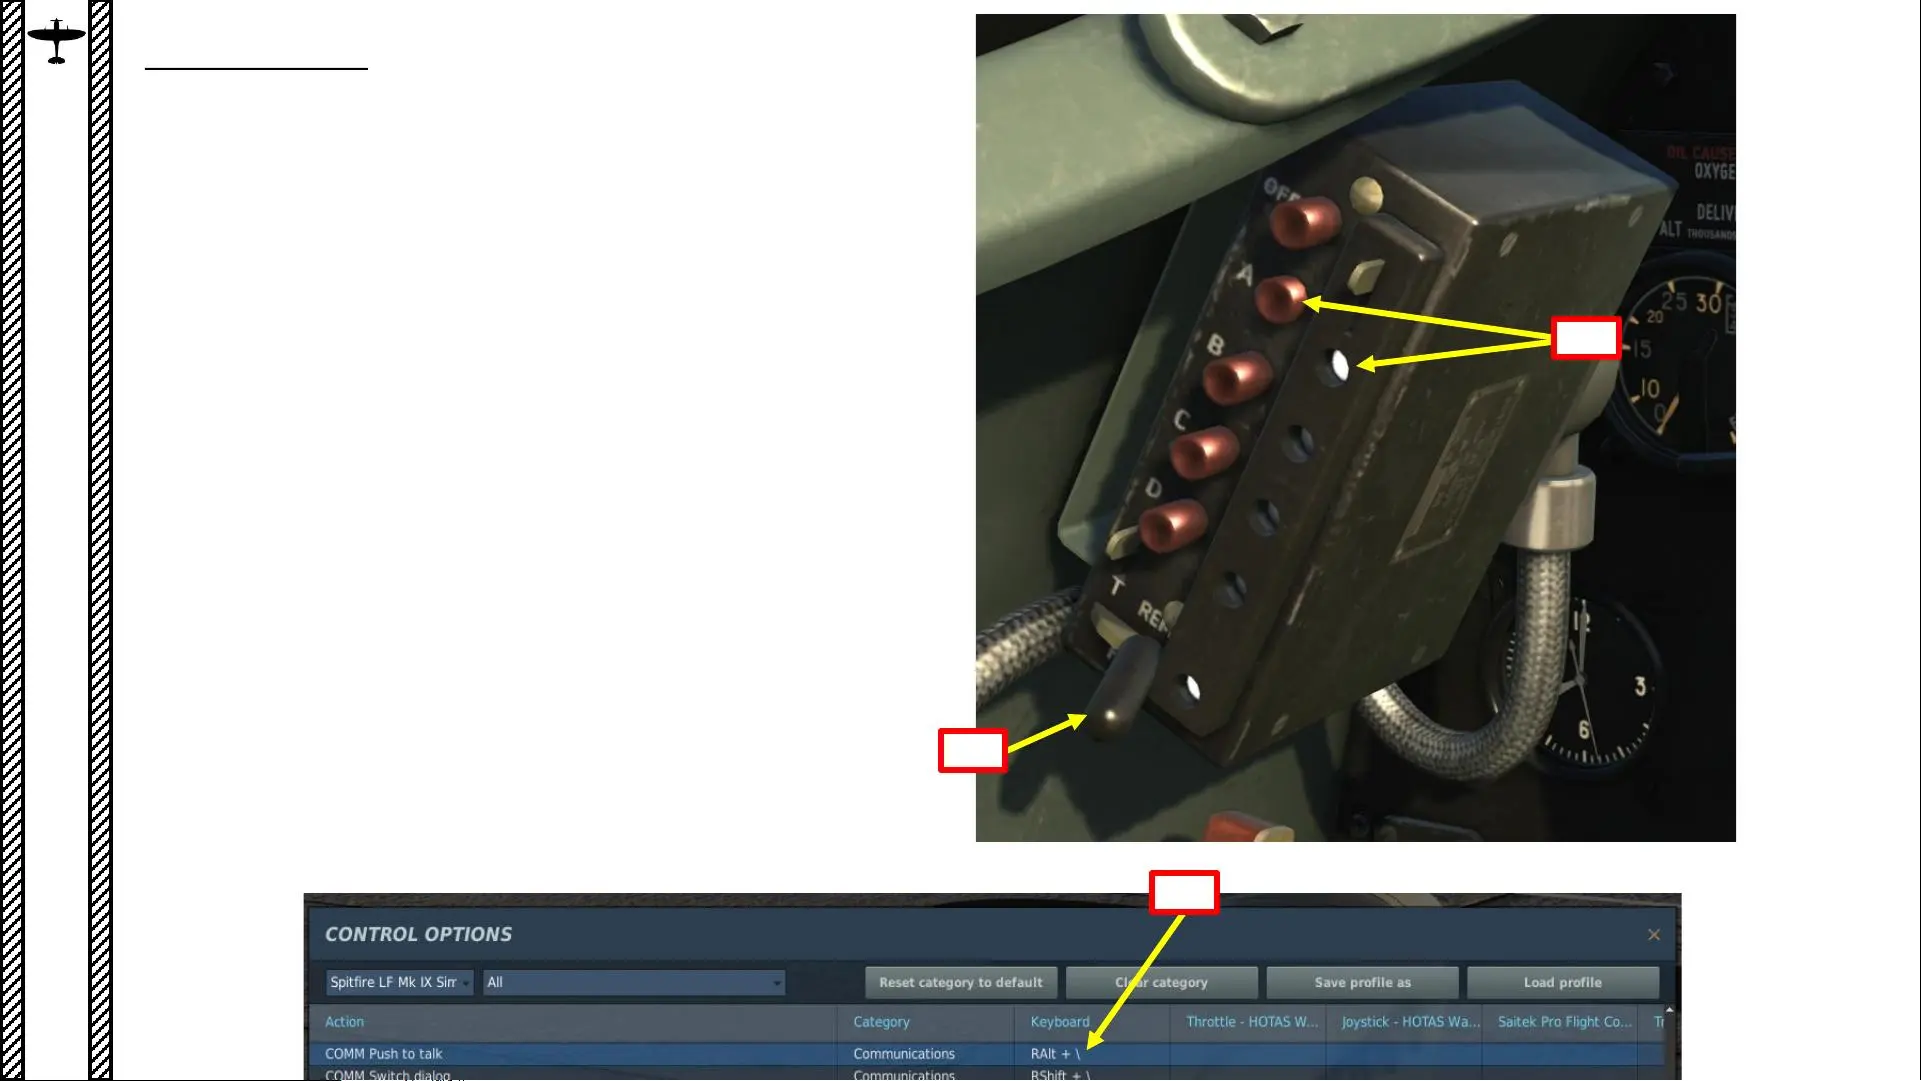 OIL CAUSE
OXYGE
DELIV
ALT THOUSANDS
OFF
A
B
C
D
T
REM
25 30
20
15
10
0
12
3
6
CONTROL OPTIONS
Spitfire LF Mk IX Sim
All
Reset category to default
Clear category
Save profile as
Load profile
Action Category Keyboard Throttle - HOTAS W... Joystick - HOTAS Wa... Saitek Pro Flight Co... Tr
COMM Push to talk Communications RAlt + \
COMM Switch dialog Communications RShift + \